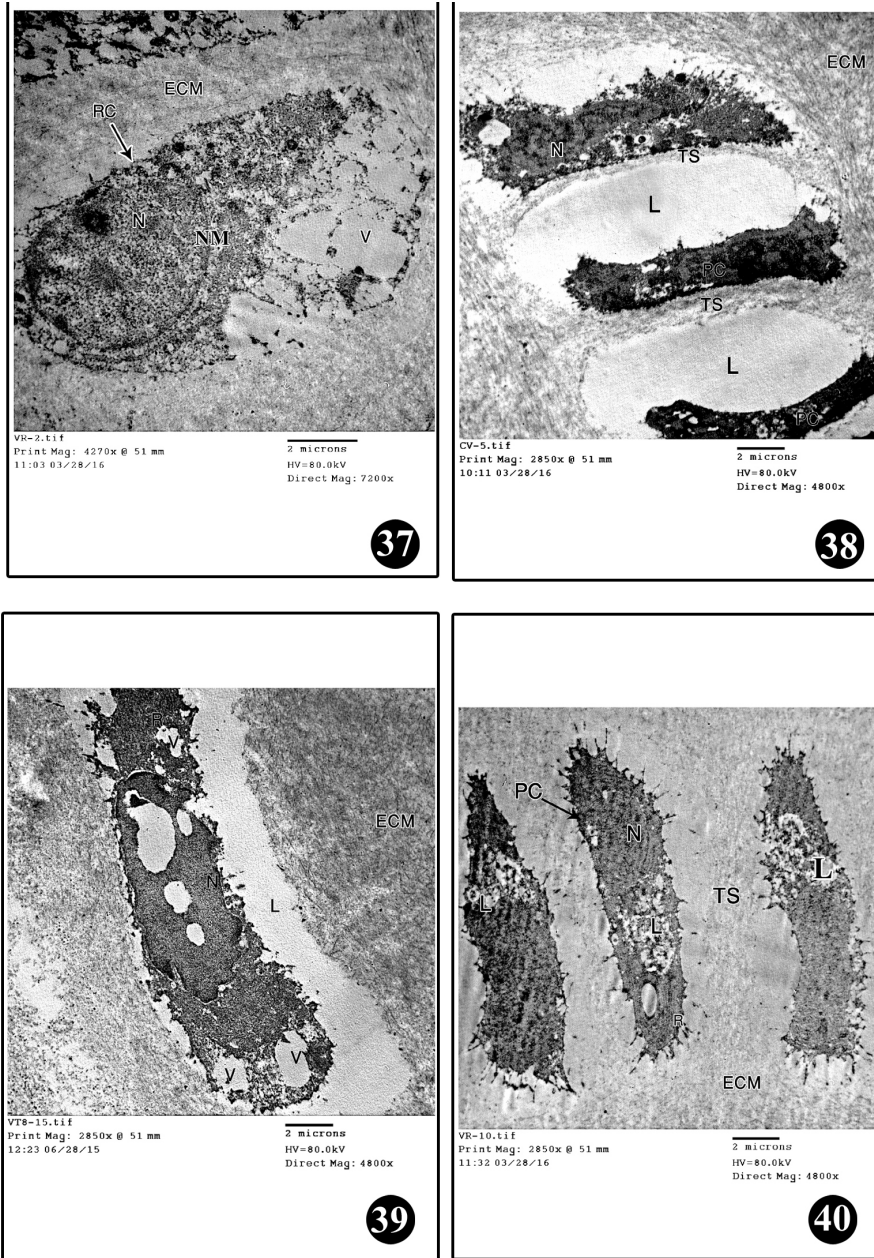 ECM
RC
N
NM
V
VR-2.tif
Print Mag: 4270x @ 51 mm
11:03 03/28/16
2 microns
HV=80.0kV
Direct Mag: 7200x
37
ECM
N
TS
L
PC
TS
L
PC
CV-5.tif
Print Mag: 2850x @ 51 mm
10:11 03/28/16
2 microns
HV=80.0kV
Direct Mag: 4800x
38
R
V
ECM
N
L
V
V
VT8-15.tif
Print Mag: 2850x @ 51 mm
12:23 06/28/15
2 microns
HV=80.0kV
Direct Mag: 4800x
39
PC
N
L
TS
L
L
R
ECM
VR-10.tif
Print Mag: 2850x @ 51 mm
11:32 03/28/16
2 microns
HV=80.0kV
Direct Mag: 4800x
40